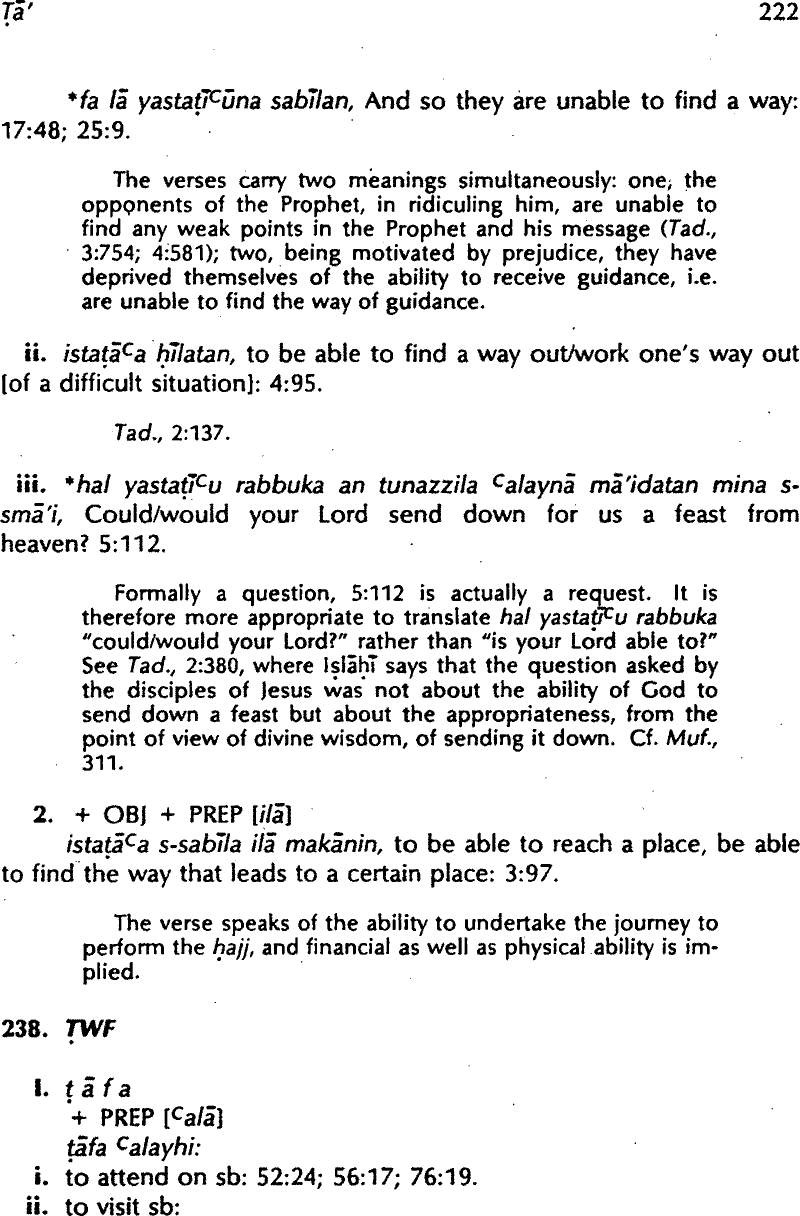 Ṭā' 222
*fa lā yastaṭīᶜūna sabīlan, And so they are unable to find a way:
17:48; 25:9.
The verses carry two meanings simultaneously: one, the
opponents of the Prophet, in ridiculing him, are unable to
find any weak points in the Prophet and his message (Tad.,
3:754; 4:581); two, being motivated by prejudice, they have
deprived themselves of the ability to receive guidance, i.e.
are unable to find the way of guidance.
ii. istaṭāᶜa ḥīlatan, to be able to find a way out/work one's way out
[of a difficult situation]: 4:95.
Tad., 2:137.
iii. *hal yastaṭīᶜu rabbuka an tunazzila ᶜalaynā mā'idatan mina s-
smā'i, Could/would your Lord send down for us a feast from
heaven? 5:112.
Formally a question, 5:112 is actually a request. It is
therefore more appropriate to translate hal yastaṭīᶜu rabbuka
"could/would your Lord?" rather than "is your Lord able to?"
See Tad., 2:380, where Iṣlāḥī says that the question asked by
the disciples of Jesus was not about the ability of God to
send down a feast but about the appropriateness, from the
point of view of divine wisdom, of sending it down. Cf. Muf.,
311.
2. + OBJ + PREP [ilā]
istaṭāᶜa s-sabīla ilā makānin, to be able to reach a place, be able
to find the way that leads to a certain place: 3:97.
The verse speaks of the ability to undertake the journey to
perform the ḥajj, and financial as well as physical ability is im-
plied.
238. ṬWF
I. ṭ ā f a
+ PREP [ᶜalā]
ṭāfa ᶜalayhi:
i. to attend on sb: 52:24; 56:17; 76:19.
ii. to visit sb: